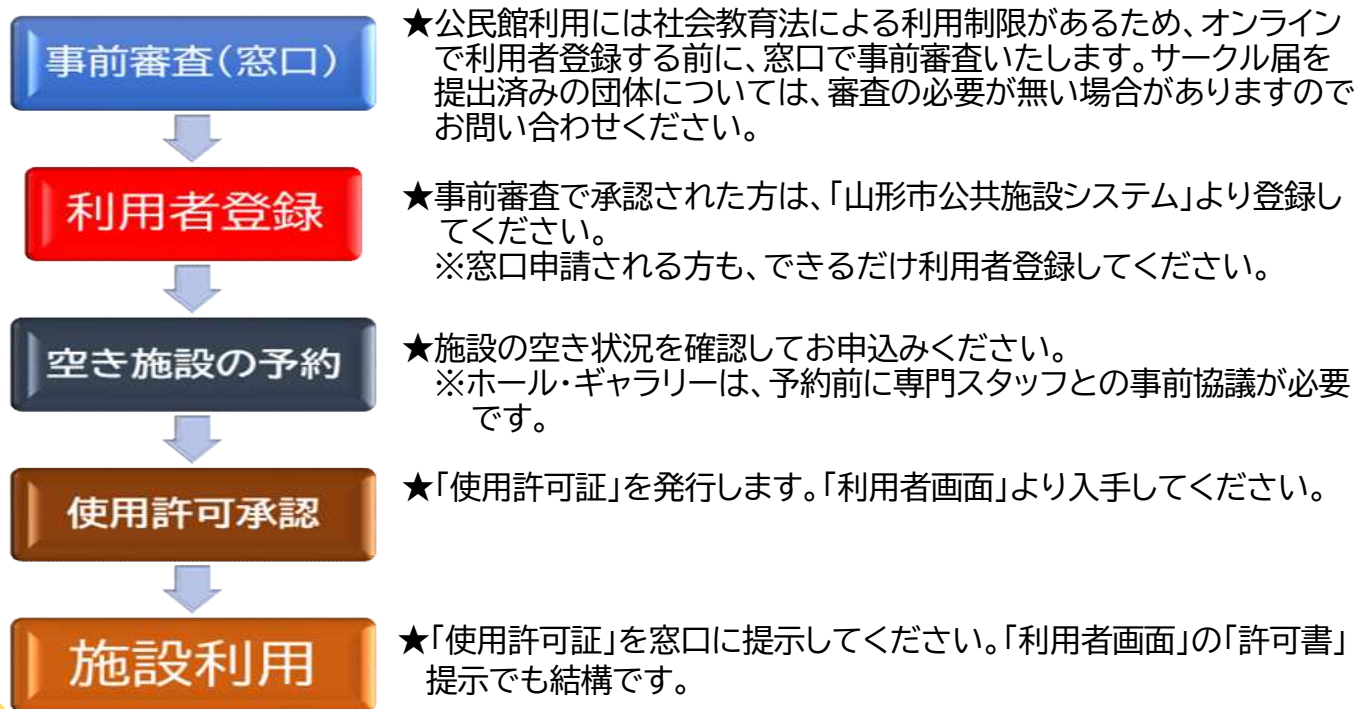 事前審査(窓口)
★公民館利用には社会教育法による利用制限があるため、オンライン
で利用者登録する前に、窓口で事前審査いたします。サークル届を
提出済みの団体については、審査の必要が無い場合がありますので
お問い合わせください。
利用者登録
★事前審査で承認された方は、「山形市公共施設システム」より登録し
てください。
※窓口申請される方も、できるだけ利用者登録してください。
空き施設の予約
★施設の空き状況を確認してお申込みください。
※ホール・ギャラリーは、予約前に専門スタッフとの事前協議が必要
です。
使用許可承認
★「使用許可証」を発行します。「利用者画面」より入手してください。
施設利用
★「使用許可証」を窓口に提示してください。「利用者画面」の「許可書」
提示でも結構です。